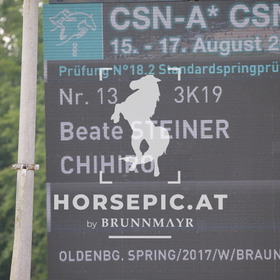 CSN-A* CSN
15. - 17. August 2
Prüfung Nº18.2 Standardspringprü
Nr. 13 3K19
Beate STEINER
CHIHIRO
HORSEPIC.AT
by BRUNNMAYR
OLDENBG. SPRING/2017/W/BRAUN